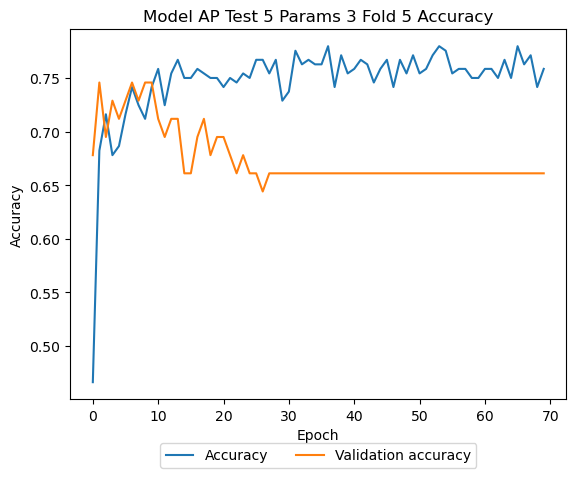 Model AP Test 5 Params 3 Fold 5 Accuracy
Accuracy
0.75
0.70
0.65
0.60
0.55
0.50
0 10 20 30 40 50 60 70
Epoch
Accuracy Validation accuracy